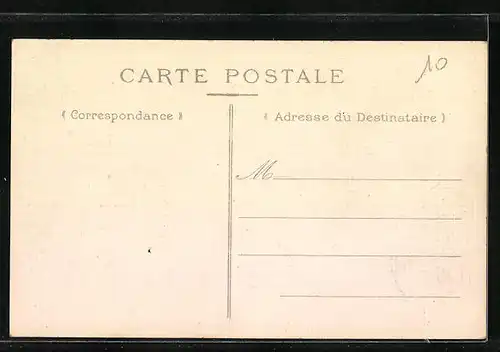 CARTE POSTALE
10
( Correspondance )
( Adresse du Destinataire )
M